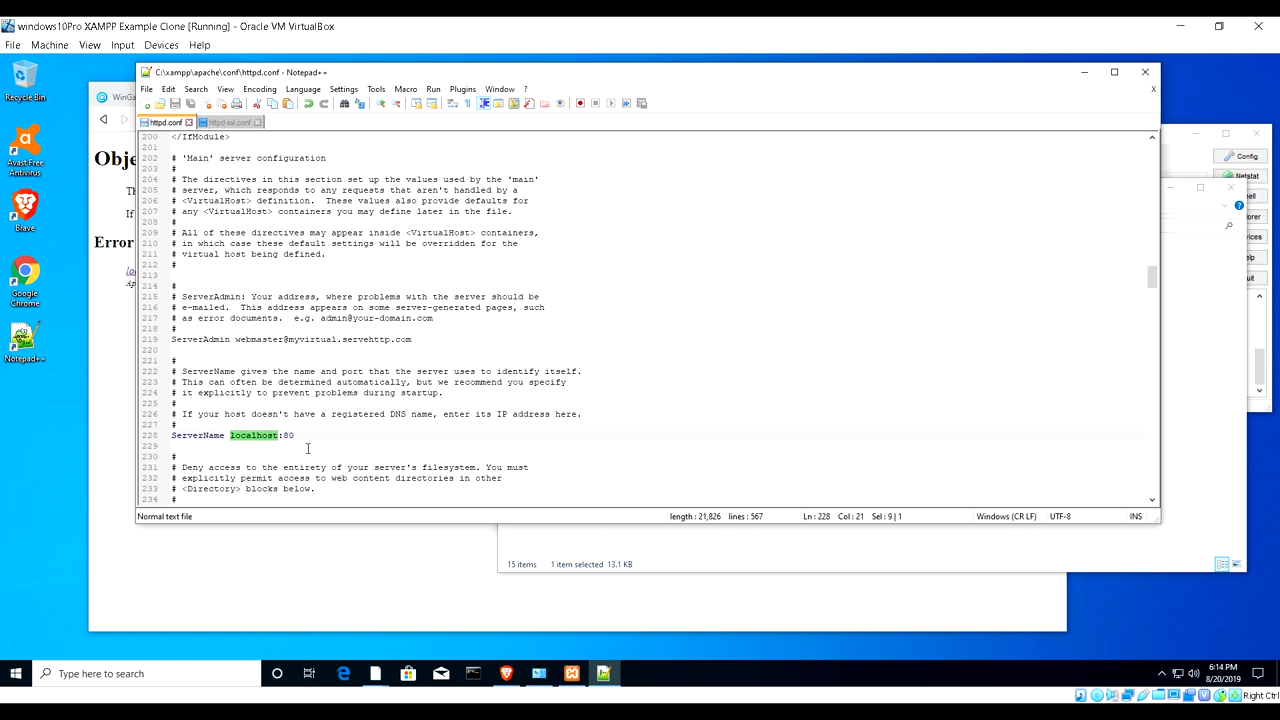 windows10Pro XAMPP Example Clone [Running] - Oracle VM VirtualBox
File Machine View Input Devices Help
C:\xampp\apache\conf\httpd.conf - Notepad++
File Edit Search View Encoding Language Settings Tools Macro Run Plugins Window ? X
httpd.conf httpd-ssl.conf
200 </IfModule>
201
202 # 'Main' server configuration
203 #
204 # The directives in this section set up the values used by the 'main'
205 # server, which responds to any requests that aren't handled by a
206 # <VirtualHost> definition.  These values also provide defaults for
207 # any <VirtualHost> containers you may define later in the file.
208 #
209 # All of these directives may appear inside <VirtualHost> containers,
210 # in which case these default settings will be overridden for the
211 # virtual host being defined.
212 #
213
214 #
215 # ServerAdmin: Your address, where problems with the server should be
216 # e-mailed.  This address appears on some server-generated pages, such
217 # as error documents.  e.g. admin@your-domain.com
218 #
219 ServerAdmin webmaster@myvirtual.servehttp.com
220
221 #
222 # ServerName gives the name and port that the server uses to identify itself.
223 # This can often be determined automatically, but we recommend you specify
224 # it explicitly to prevent problems during startup.
225 #
226 # If your host doesn't have a registered DNS name, enter its IP address here.
227 #
228 ServerName localhost:80
229
230 #
231 # Deny access to the entirety of your server's filesystem. You must
232 # explicitly permit access to web content directories in other
233 # <Directory> blocks below.
234 #
Normal text file length : 21,826 lines : 567 Ln : 228 Col : 21 Sel : 9 | 1 Windows (CR LF) UTF-8 INS
Recycle Bin
Avast Free
Antivirus
Brave
Google
Chrome
Notepad++
WinGa
Obje
Th
If
Error
lo
Ap
Config
Netstat
ell
lorer
ices
elp
uit
15 items 1 item selected 13.1 KB
Type here to search
6:14 PM
8/20/2019
Right Ctrl